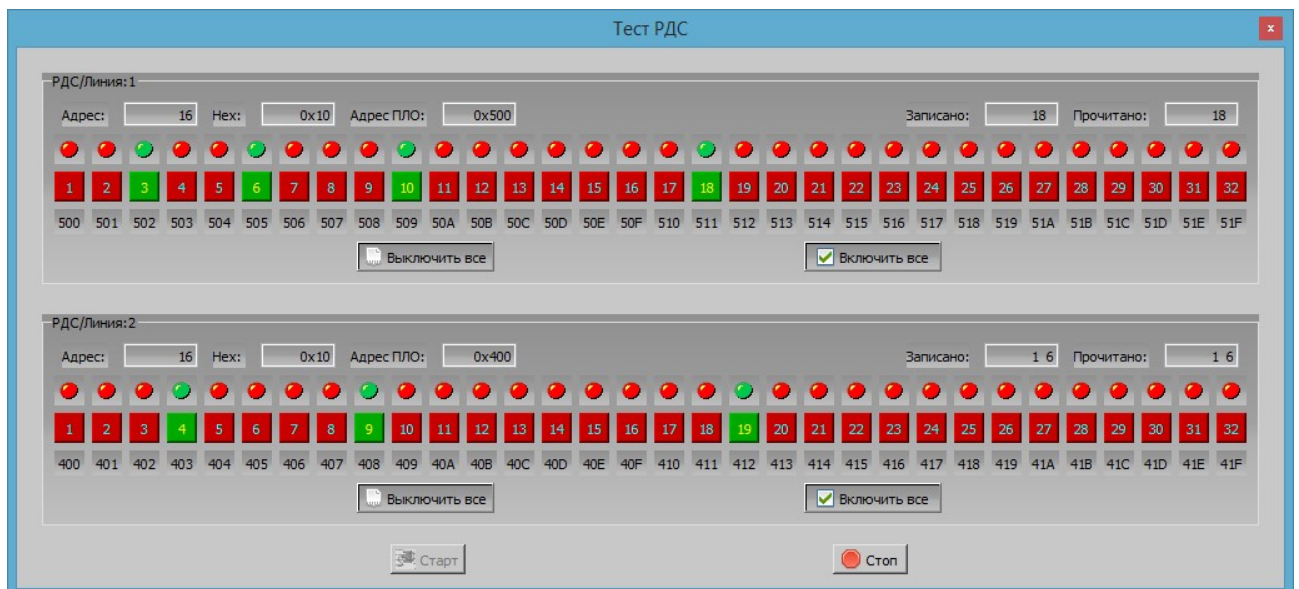 Тест РДС
x
РДС/Линия:1
Адрес: 16 Hex: 0x10 Адрес ПЛО: 0x500 Записано: 18 Прочитано: 18
1 2 3 4 5 6 7 8 9 10 11 12 13 14 15 16 17 18 19 20 21 22 23 24 25 26 27 28 29 30 31 32
500 501 502 503 504 505 506 507 508 509 50A 50B 50C 50D 50E 50F 510 511 512 513 514 515 516 517 518 519 51A 51B 51C 51D 51E 51F
Выключить все Включить все
РДС/Линия:2
Адрес: 16 Hex: 0x10 Адрес ПЛО: 0x400 Записано: 1 6 Прочитано: 1 6
1 2 3 4 5 6 7 8 9 10 11 12 13 14 15 16 17 18 19 20 21 22 23 24 25 26 27 28 29 30 31 32
400 401 402 403 404 405 406 407 408 409 40A 40B 40C 40D 40E 40F 410 411 412 413 414 415 416 417 418 419 41A 41B 41C 41D 41E 41F
Выключить все Включить все
Старт Стоп